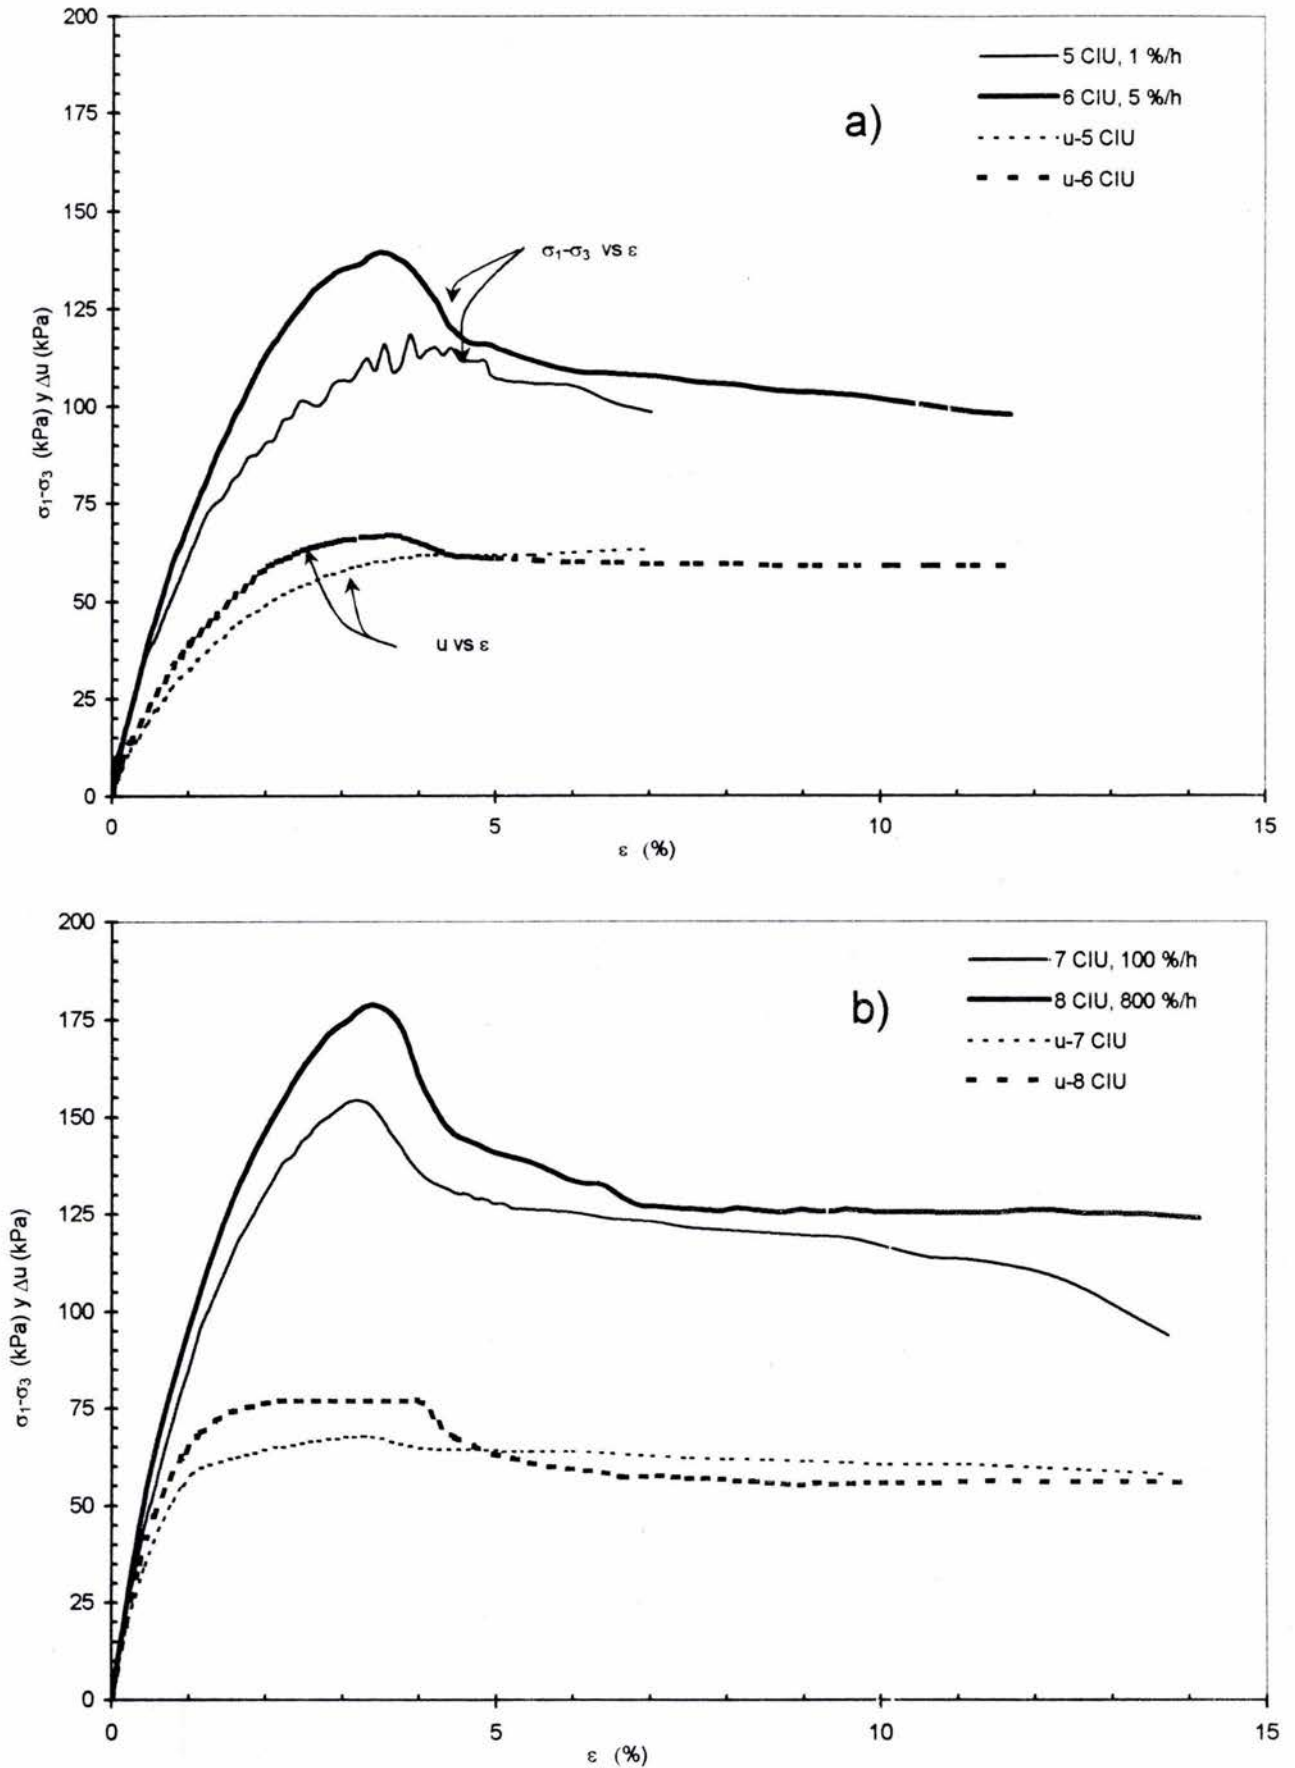 200
175
150
125
100
75
50
25
0
σ₁-σ₃ (kPa) y Δu (kPa)
5 CIU, 1 %/h
6 CIU, 5 %/h
u-5 CIU
u-6 CIU
a)
σ₁-σ₃ vs ε
u vs ε
0 5 10 15
ε (%)
200
175
150
125
100
75
50
25
0
σ₁-σ₃ (kPa) y Δu (kPa)
7 CIU, 100 %/h
8 CIU, 800 %/h
u-7 CIU
u-8 CIU
b)
0 5 10 15
ε (%)